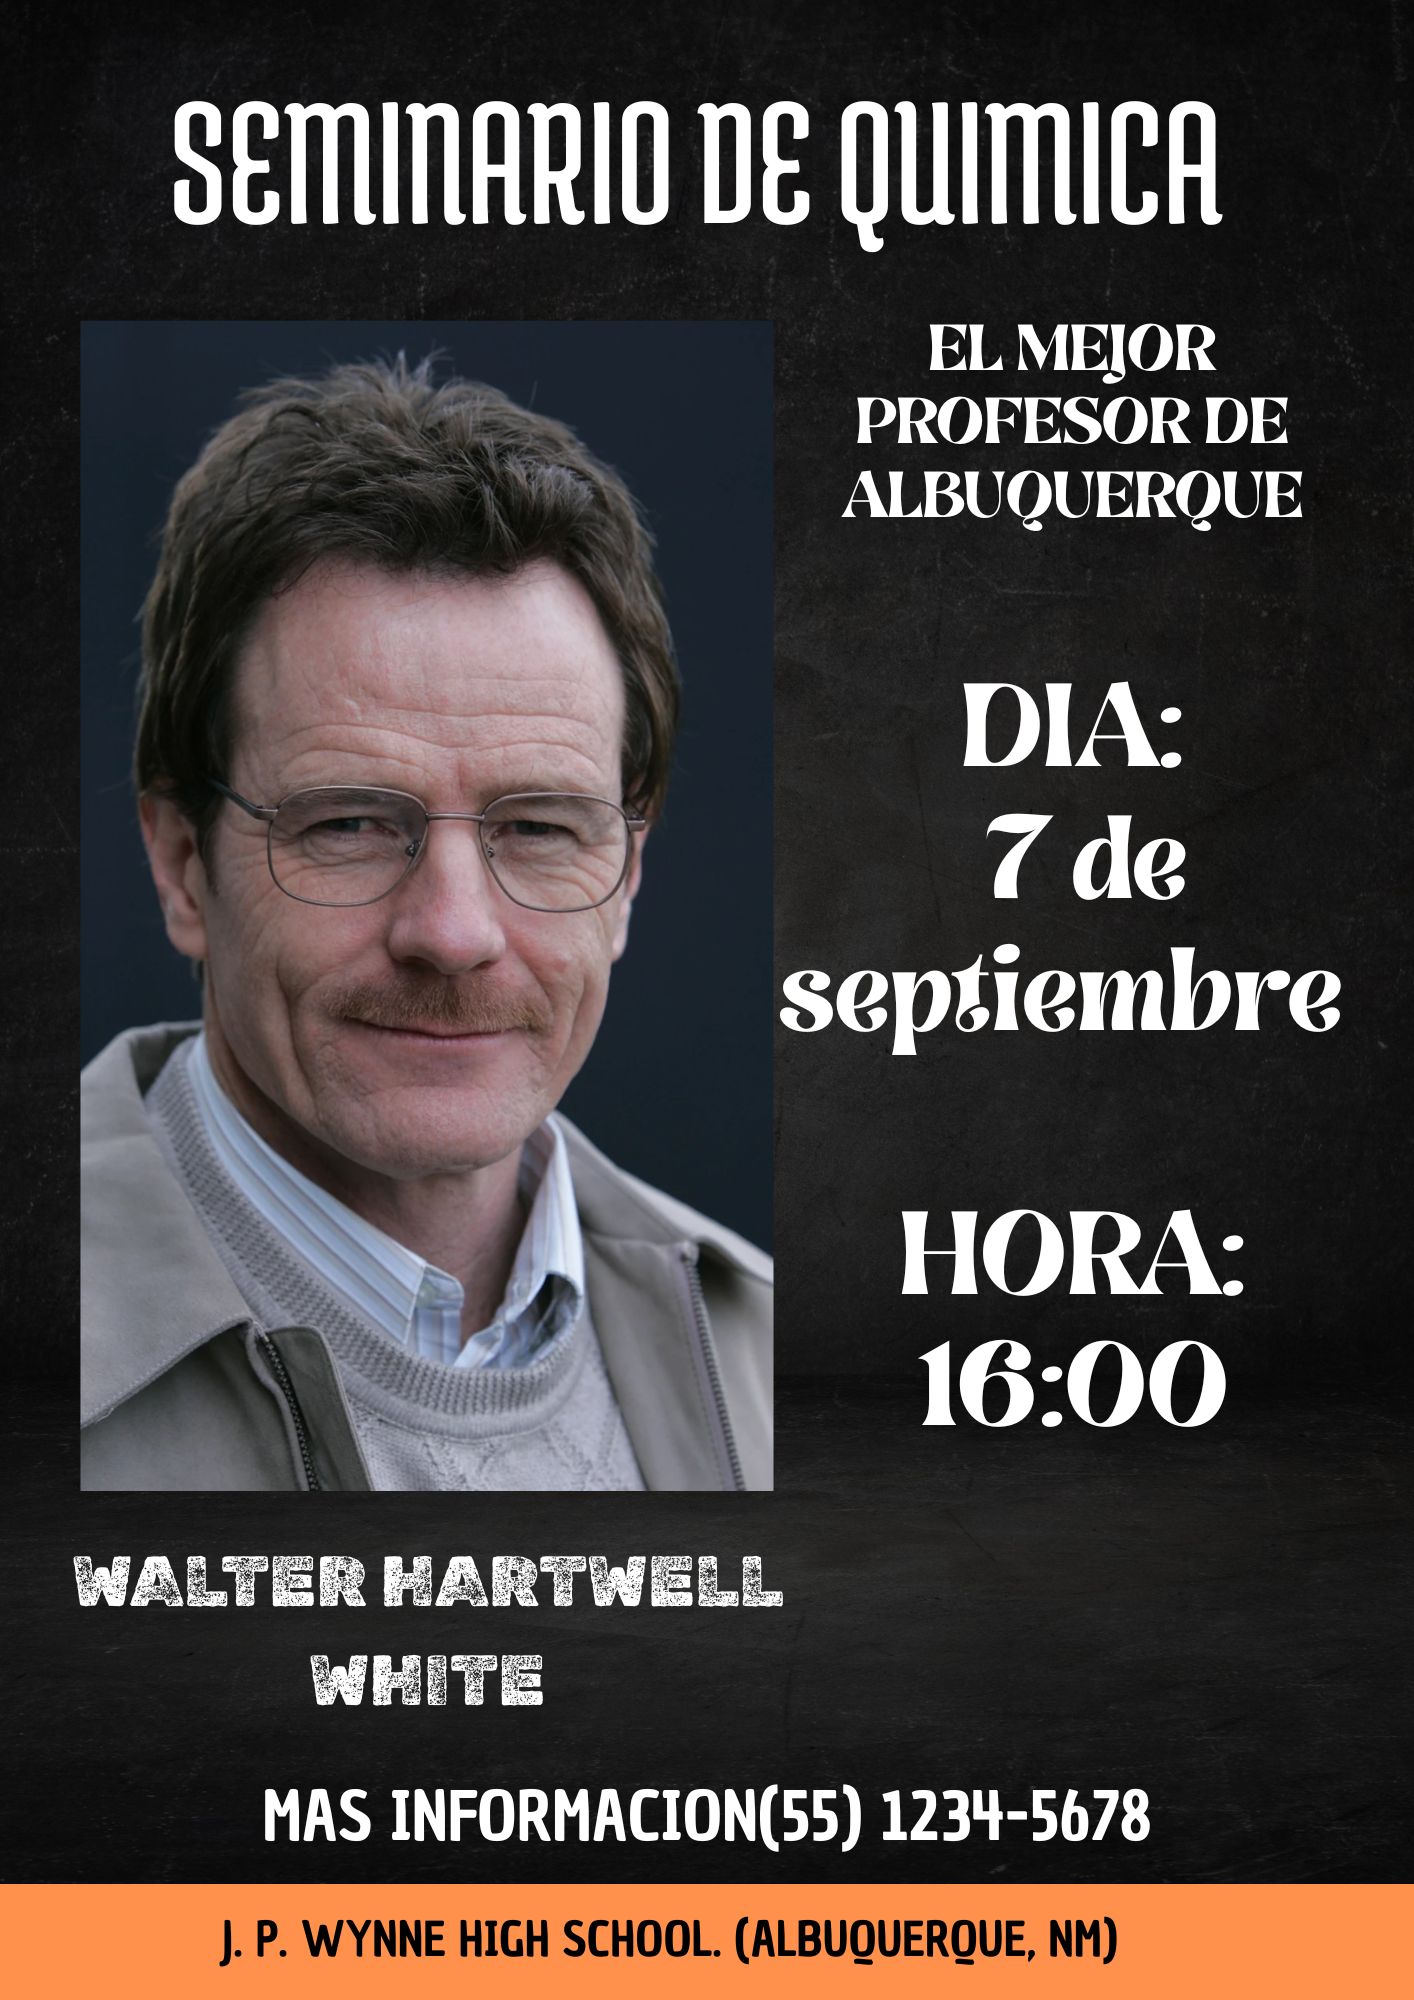 SEMINARIO DE QUIMICA
EL MEJOR
PROFESOR DE
ALBUQUERQUE
DIA:
7 de
septiembre
HORA:
16:00
WALTER HARTWELL
WHITE
MAS INFORMACION(55) 1234-5678
J. P. WYNNE HIGH SCHOOL. (ALBUQUERQUE, NM)